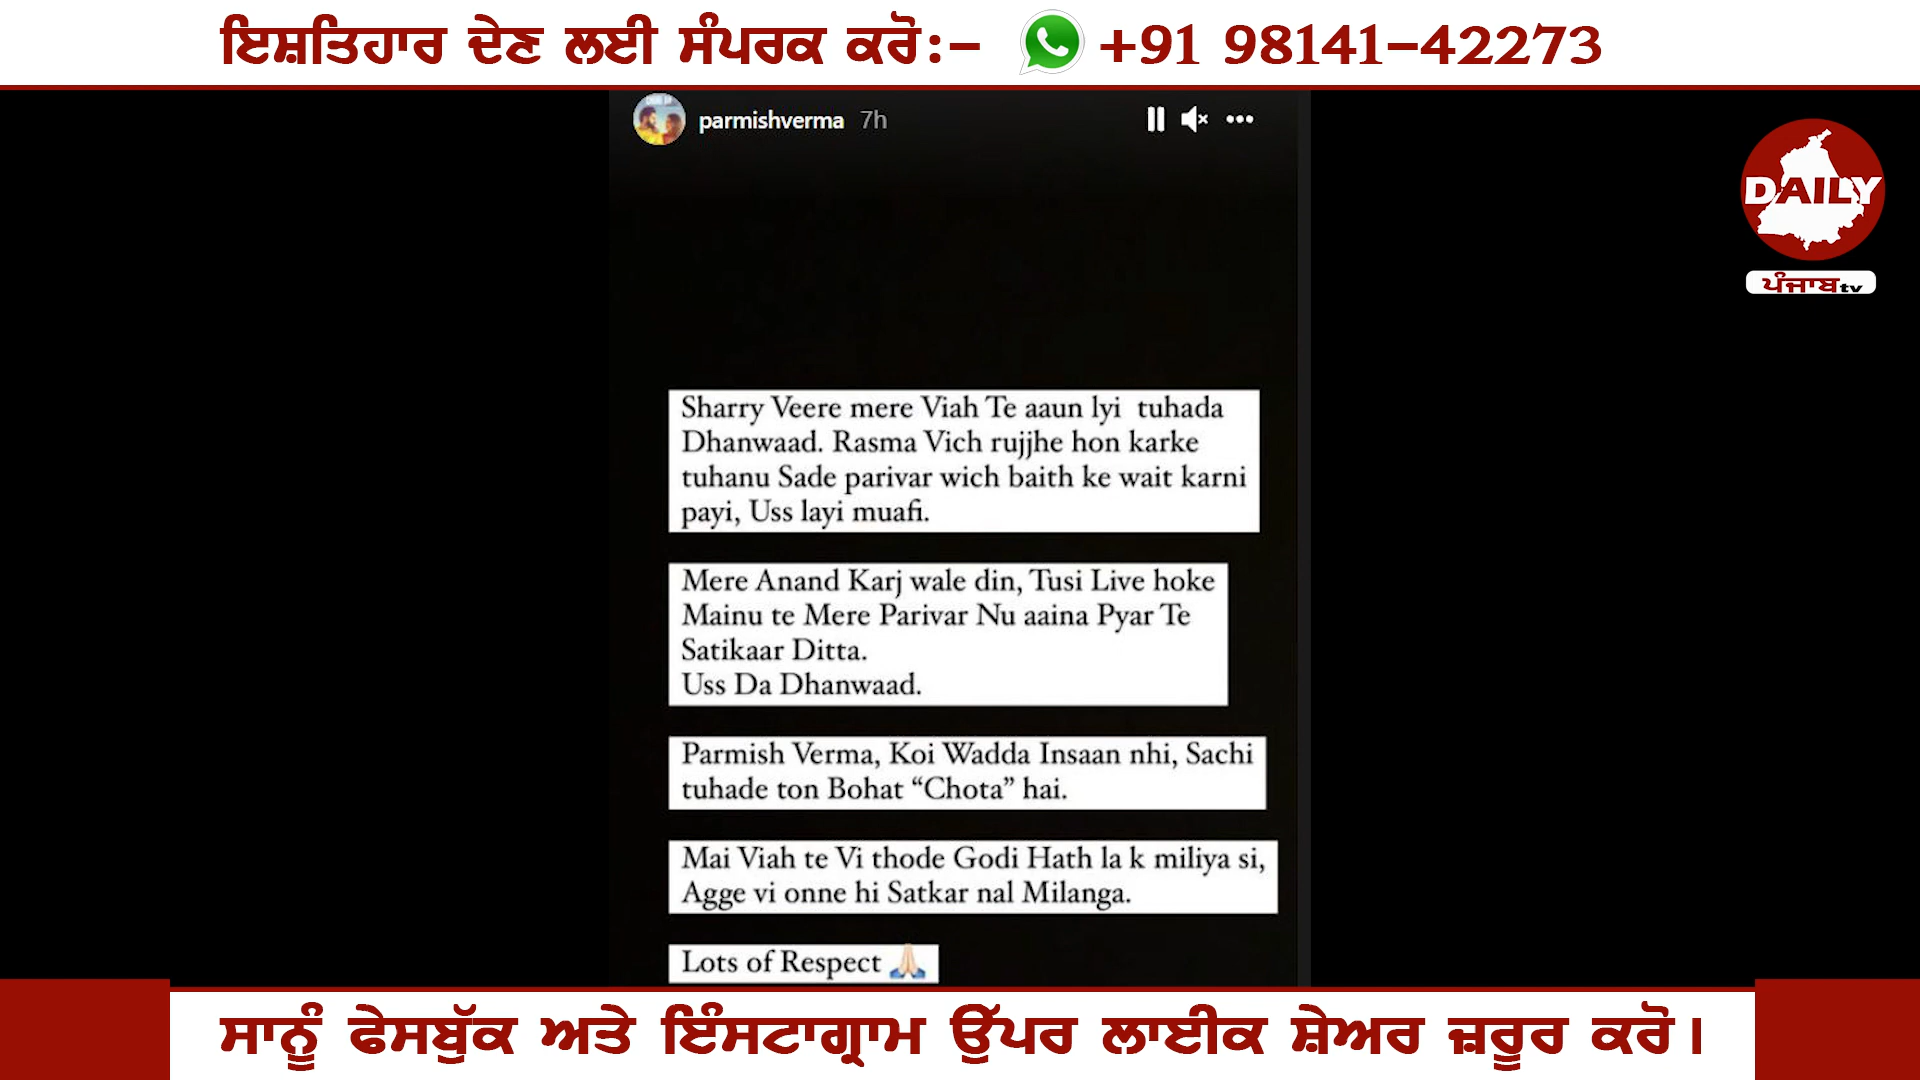 ਇਸ਼ਤਿਹਾਰ ਦੇਣ ਲਈ ਸੰਪਰਕ ਕਰੋ:- +91 98141-42273
parmishverma 7h
DAILY
ਪੰਜਾਬ tv
Sharry Veere mere Viah Te aaun lyi tuhada
Dhanwaad. Rasma Vich rujjhe hon karke
tuhanu Sade parivar wich baith ke wait karni
payi, Uss layi muafi.
Mere Anand Karj wale din, Tusi Live hoke
Mainu te Mere Parivar Nu aaina Pyar Te
Satikaar Ditta.
Uss Da Dhanwaad.
Parmish Verma, Koi Wadda Insaan nhi, Sachi
tuhade ton Bohat “Chota” hai.
Mai Viah te Vi thode Godi Hath la k miliya si,
Agge vi onne hi Satkar nal Milanga.
Lots of Respect 🙏🏻
ਸਾਨੂੰ ਫੇਸਬੁੱਕ ਅਤੇ ਇੰਸਟਾਗ੍ਰਾਮ ਉੱਪਰ ਲਾਈਕ ਸ਼ੇਅਰ ਜ਼ਰੂਰ ਕਰੋ।